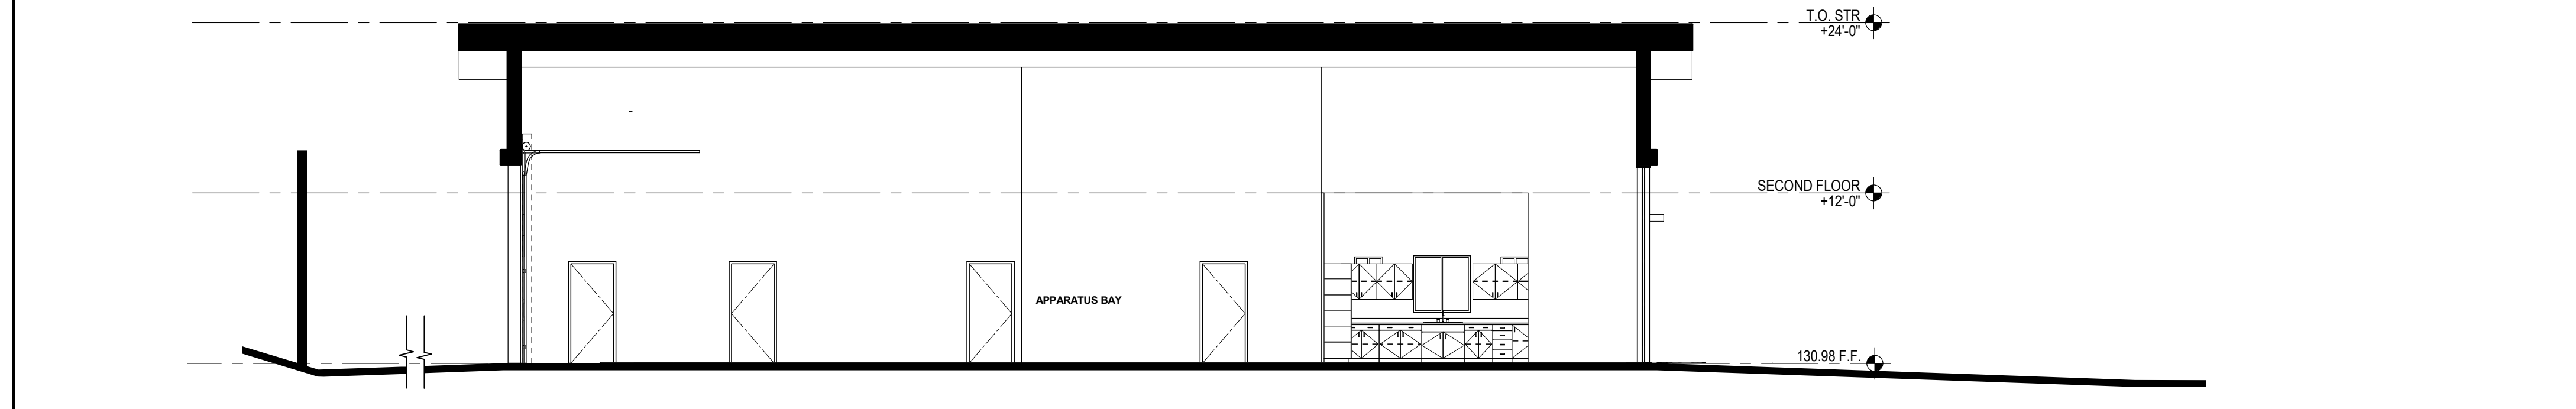 T.O. STR
+24'-0"
SECOND FLOOR
+12'-0"
APPARATUS BAY
130.98 F.F.